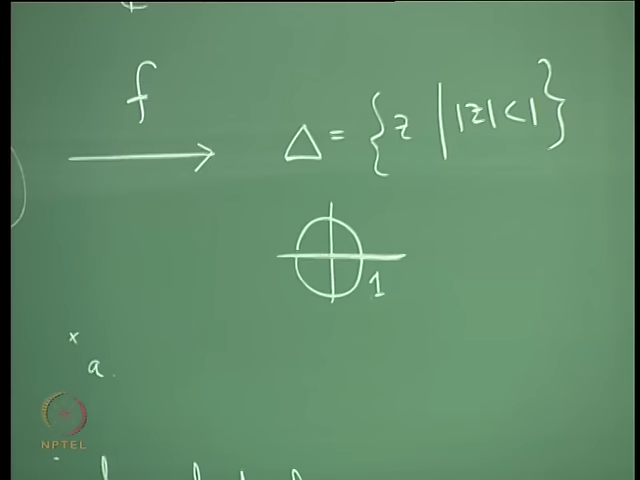 f
Δ = { z | |z| < 1 }
1
x
a.
NPTEL